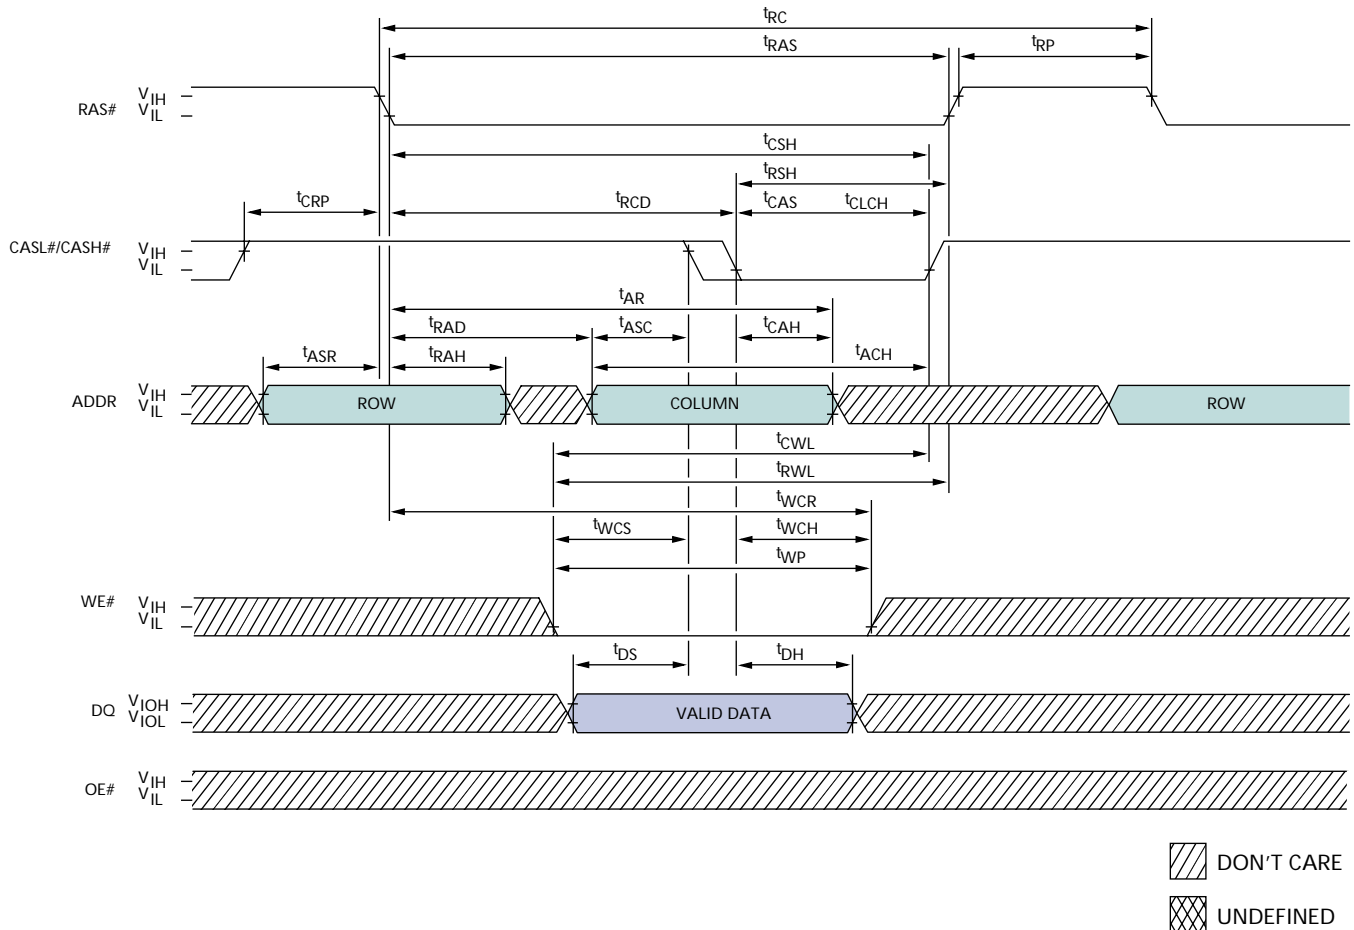 tRC
tRAS tRP
RAS# VIH
VIL
tCSH
tRSH
tCRP tRCD tCAS tCLCH
CASL#/CASH# VIH
VIL
tAR
tRAD tASC tCAH
tASR tRAH tACH
ADDR VIH
VIL
ROW COLUMN ROW
tCWL
tRWL
tWCR
tWCS tWCH
tWP
WE# VIH
VIL
tDS tDH
DQ VIOH
VIOL
VALID DATA
OE# VIH
VIL
DON'T CARE
UNDEFINED